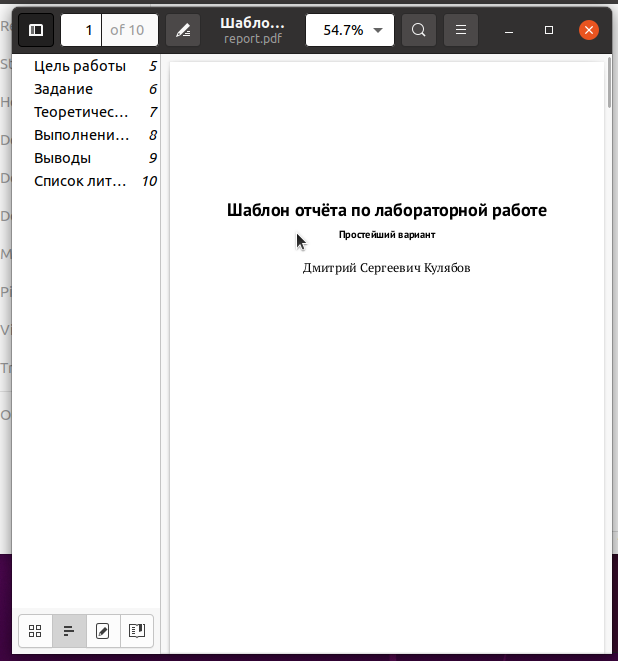 1 of 10
Шабло...
report.pdf
54.7%
Цель работы 5
Задание 6
Теоретичес... 7
Выполнени... 8
Выводы 9
Список лит... 10
Шаблон отчёта по лабораторной работе
Простейший вариант
Дмитрий Сергеевич Кулябов